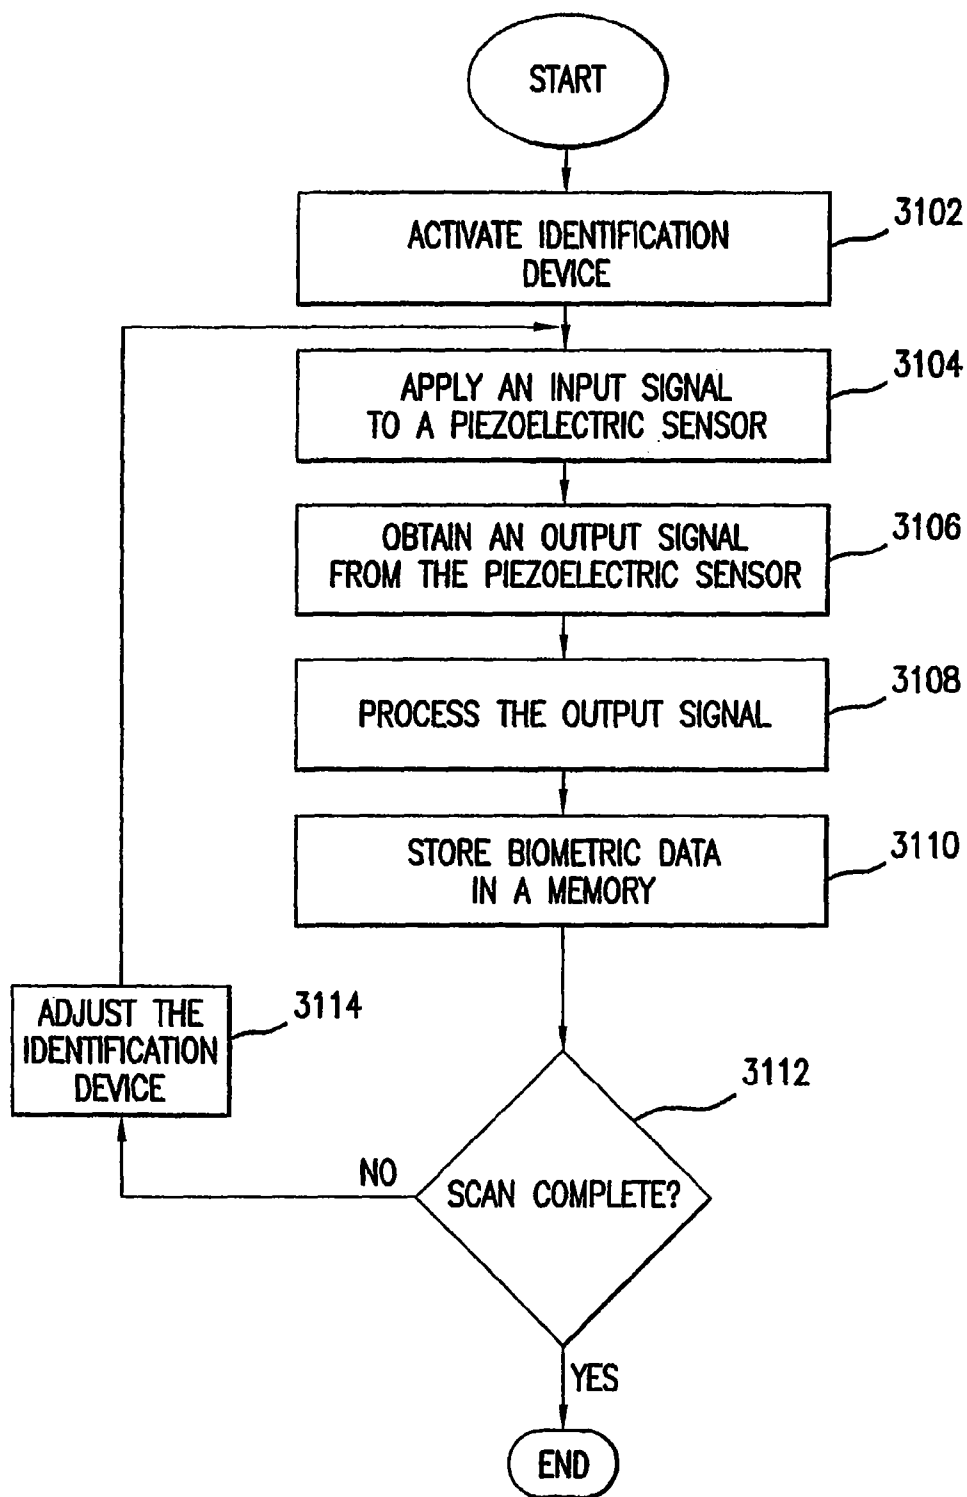 START
ACTIVATE IDENTIFICATION
DEVICE
3102
APPLY AN INPUT SIGNAL
TO A PIEZOELECTRIC SENSOR
3104
OBTAIN AN OUTPUT SIGNAL
FROM THE PIEZOELECTRIC SENSOR
3106
PROCESS THE OUTPUT SIGNAL
3108
STORE BIOMETRIC DATA
IN A MEMORY
3110
ADJUST THE
IDENTIFICATION
DEVICE
3114
3112
SCAN COMPLETE?
NO
YES
END